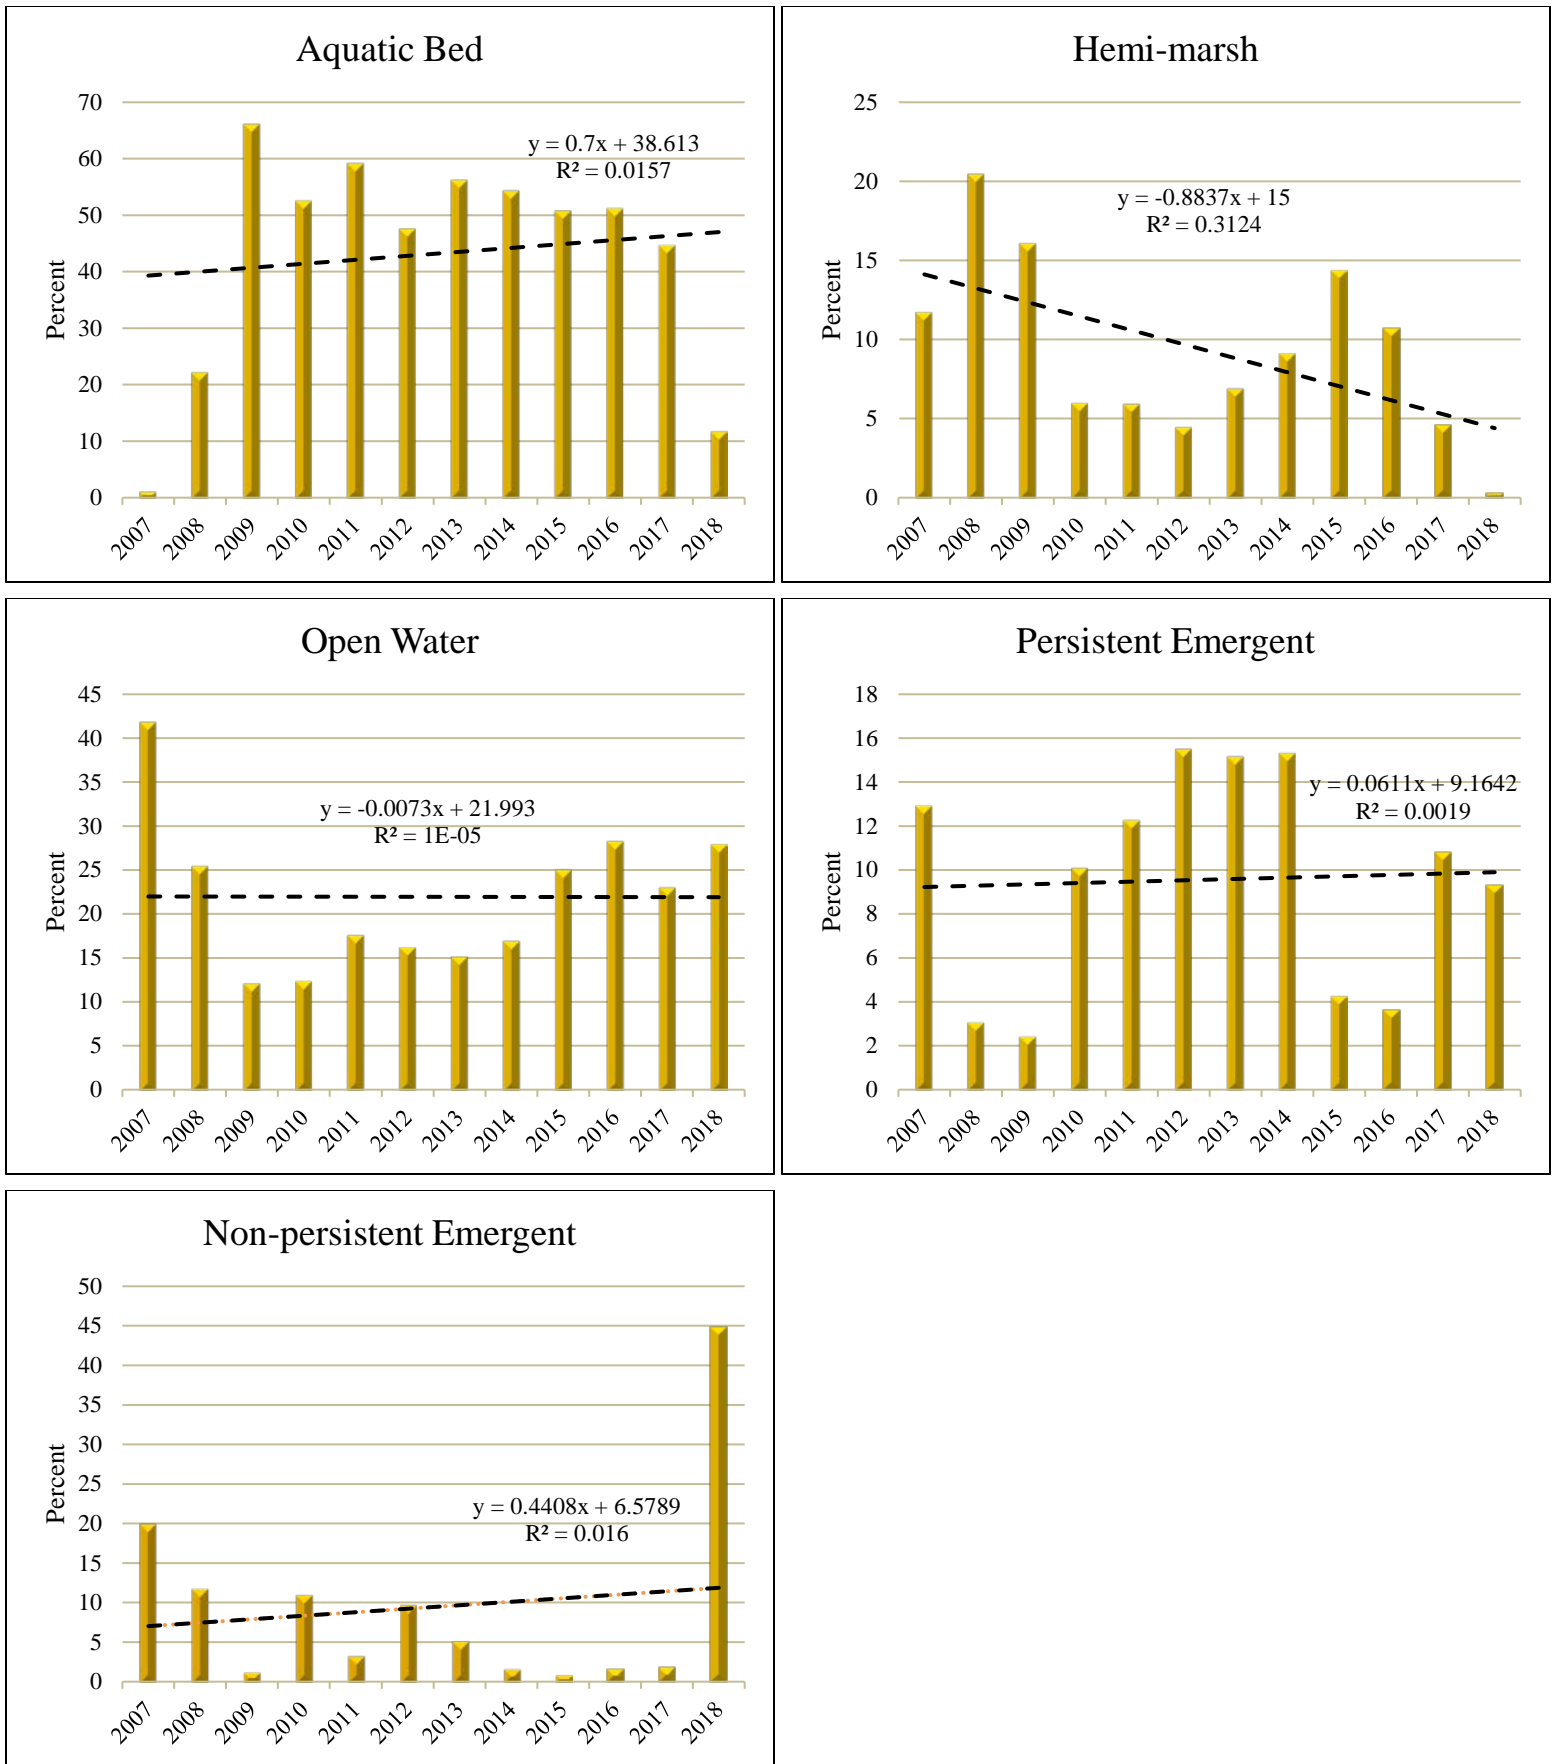 Aquatic Bed
70
60
50
40
30
20
10
0
Percent
y = 0.7x + 38.613
R² = 0.0157
2007 2008 2009 2010 2011 2012 2013 2014 2015 2016 2017 2018
Hemi-marsh
25
20
15
10
5
0
Percent
y = -0.8837x + 15
R² = 0.3124
2007 2008 2009 2010 2011 2012 2013 2014 2015 2016 2017 2018
Open Water
45
40
35
30
25
20
15
10
5
0
Percent
y = -0.0073x + 21.993
R² = 1E-05
2007 2008 2009 2010 2011 2012 2013 2014 2015 2016 2017 2018
Persistent Emergent
18
16
14
12
10
8
6
4
2
0
Percent
y = 0.0611x + 9.1642
R² = 0.0019
2007 2008 2009 2010 2011 2012 2013 2014 2015 2016 2017 2018
Non-persistent Emergent
50
45
40
35
30
25
20
15
10
5
0
Percent
y = 0.4408x + 6.5789
R² = 0.016
2007 2008 2009 2010 2011 2012 2013 2014 2015 2016 2017 2018